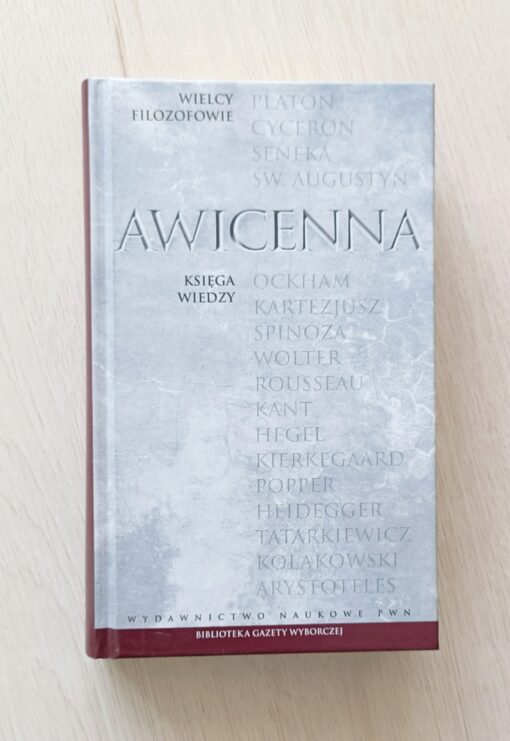 WIELCY
FILOZOFOWIE
PLATON
CYCERON
SENEKA
ŚW. AUGUSTYN
AWICENNA
KSIĘGA
WIEDZY
OCKHAM
KARTEZJUSZ
SPINOZA
WOLTER
ROUSSEAU
KANT
HEGEL
KIERKEGAARD
POPPER
HEIDEGGER
TATARKIEWICZ
KOŁAKOWSKI
ARYSTOTELES
WYDAWNICTWO NAUKOWE PWN
BIBLIOTEKA GAZETY WYBORCZEJ